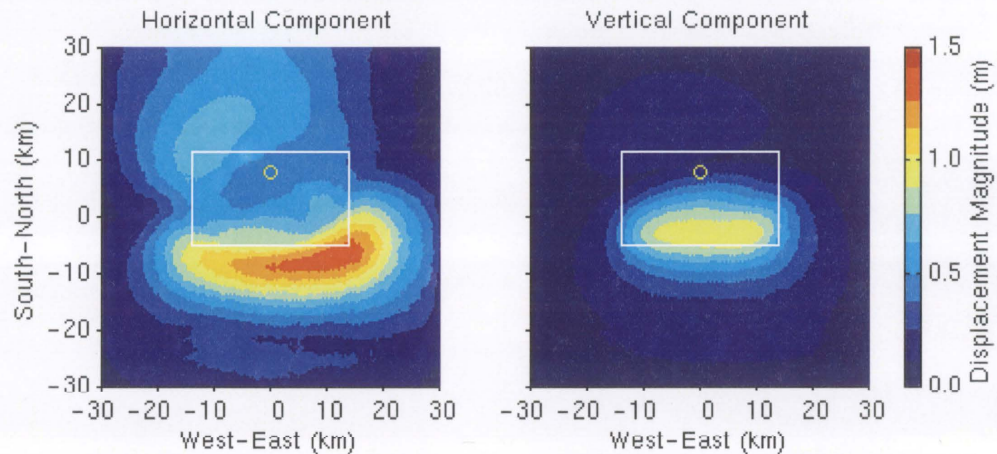 Horizontal Component
Vertical Component
30
20
10
0
-10
-20
-30
-30 -20 -10 0 10 20 30
South-North (km)
West-East (km)
-30 -20 -10 0 10 20 30
West-East (km)
1.5
1.0
0.5
0.0
Displacement Magnitude (m)